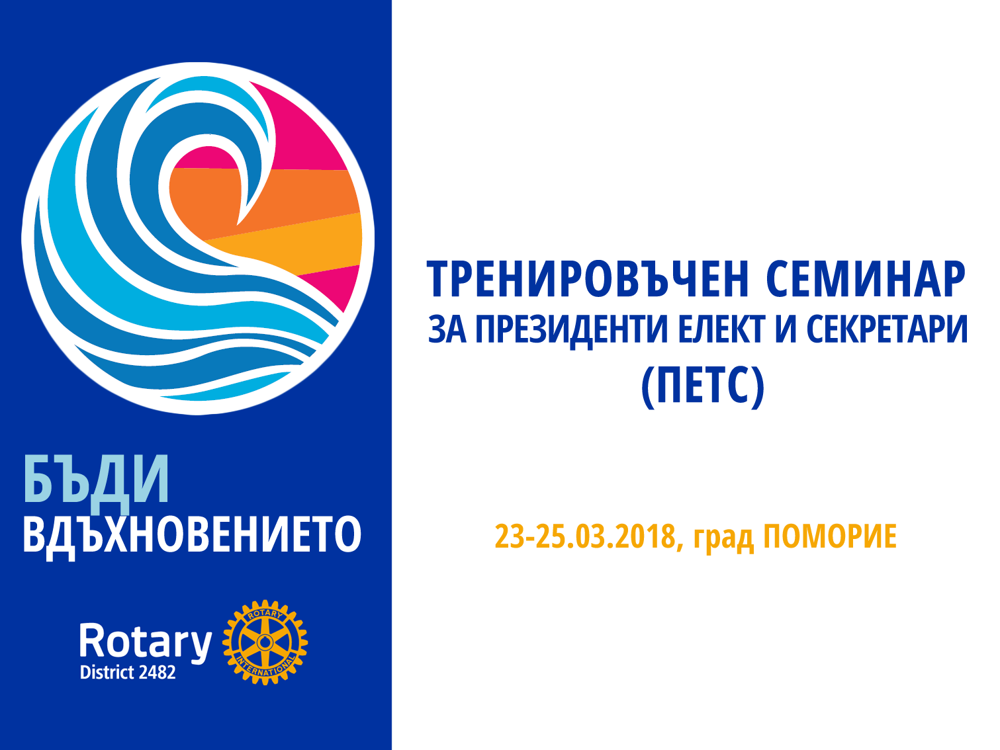 БЪДИ
ВДЪХНОВЕНИЕТО
Rotary
District 2482
ROTARY
INTERNATIONAL
ТРЕНИРОВЪЧЕН СЕМИНАР
ЗА ПРЕЗИДЕНТИ ЕЛЕКТ И СЕКРЕТАРИ
(ПЕТС)
23-25.03.2018, град ПОМОРИЕ